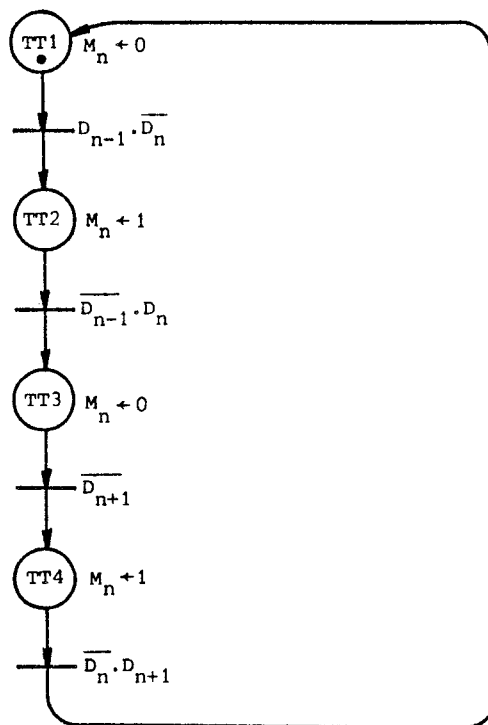 TT1 M_n ← 0
D_{n-1} . \overline{D_n}
TT2 M_n ← 1
\overline{D_{n-1}} . D_n
TT3 M_n ← 0
\overline{D_{n+1}}
TT4 M_n ← 1
\overline{D_n} . D_{n+1}